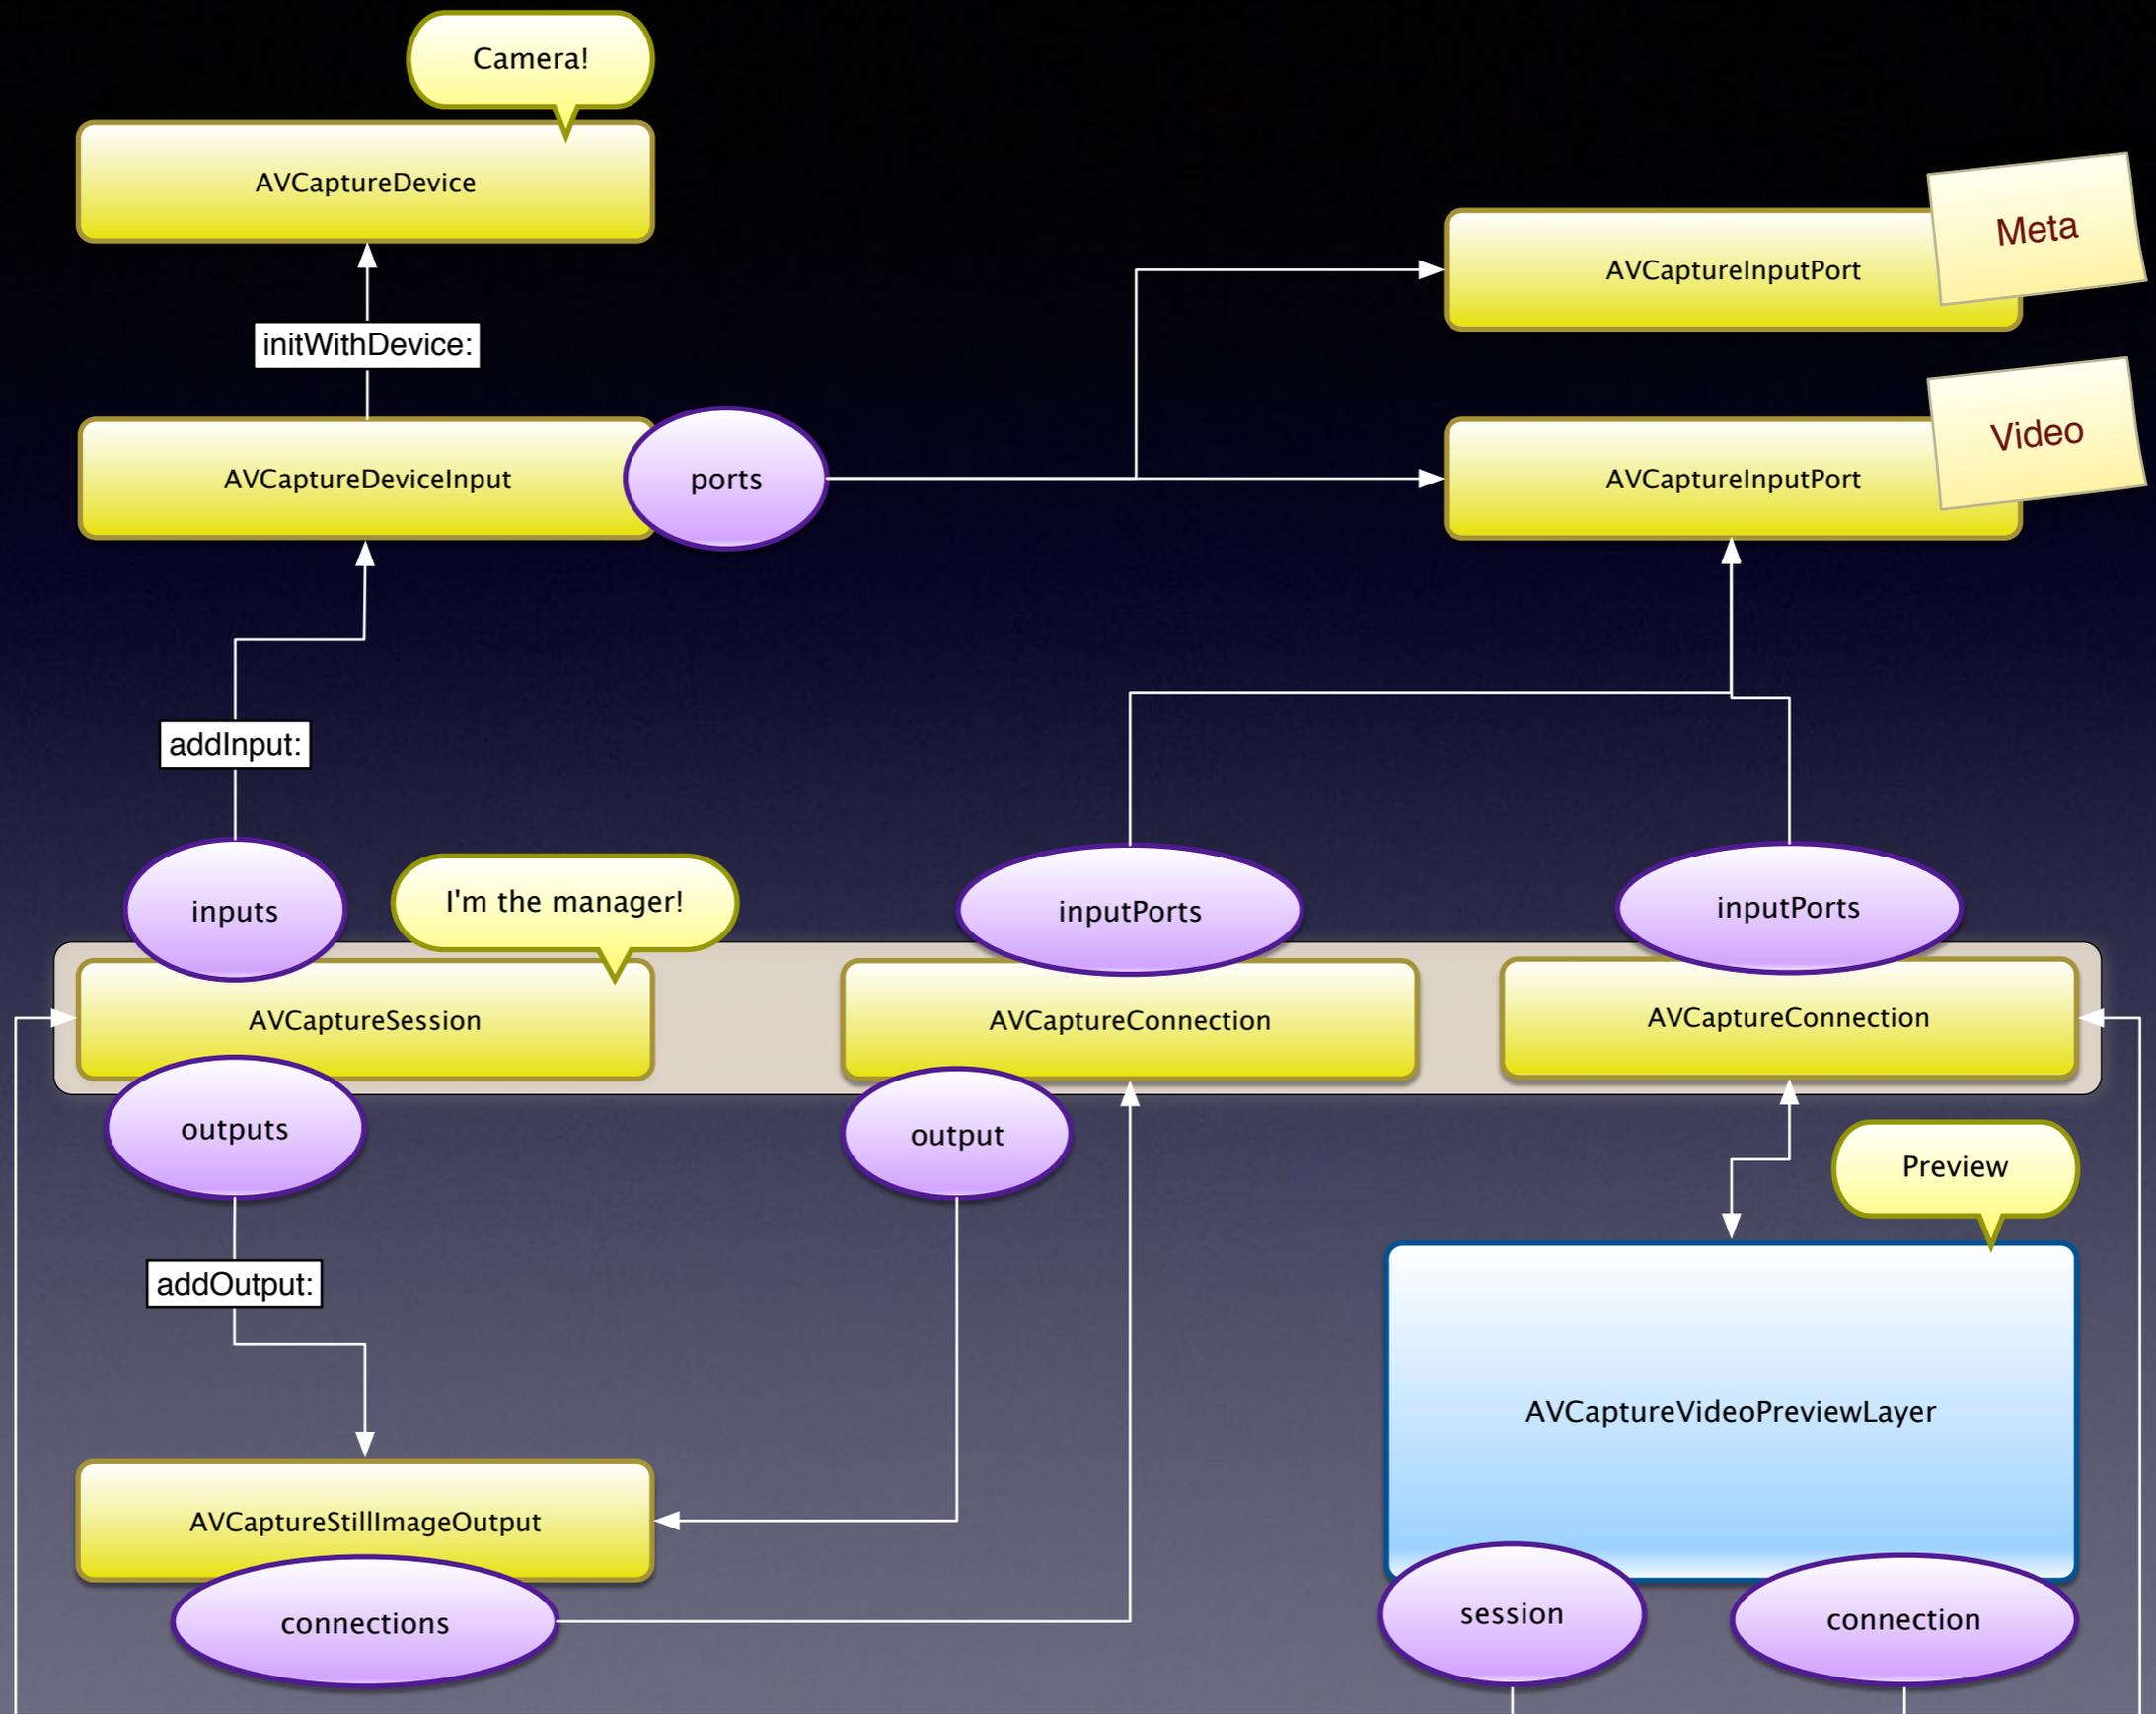 Camera!
AVCaptureDevice
Meta
AVCaptureInputPort
initWithDevice:
Video
AVCaptureDeviceInput
ports
AVCaptureInputPort
addInput:
inputs
I'm the manager!
inputPorts
inputPorts
AVCaptureSession
AVCaptureConnection
AVCaptureConnection
outputs
output
Preview
addOutput:
AVCaptureVideoPreviewLayer
AVCaptureStillImageOutput
connections
session
connection